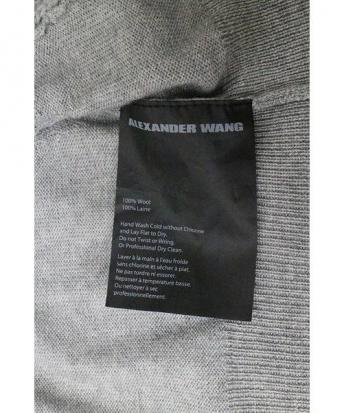 ALEXANDER WANG
100% Wool
100% Laine
Hand Wash Cold without Chlorine
and Lay Flat to Dry.
Do not Twist or Wring.
Or Professional Dry Clean.
Laver à la main à l'eau froide
sans chlorine et sécher à plat.
Ne pas tordre ni essorer.
Repasser à température basse.
Ou nettoyer à sec
professionnellement.